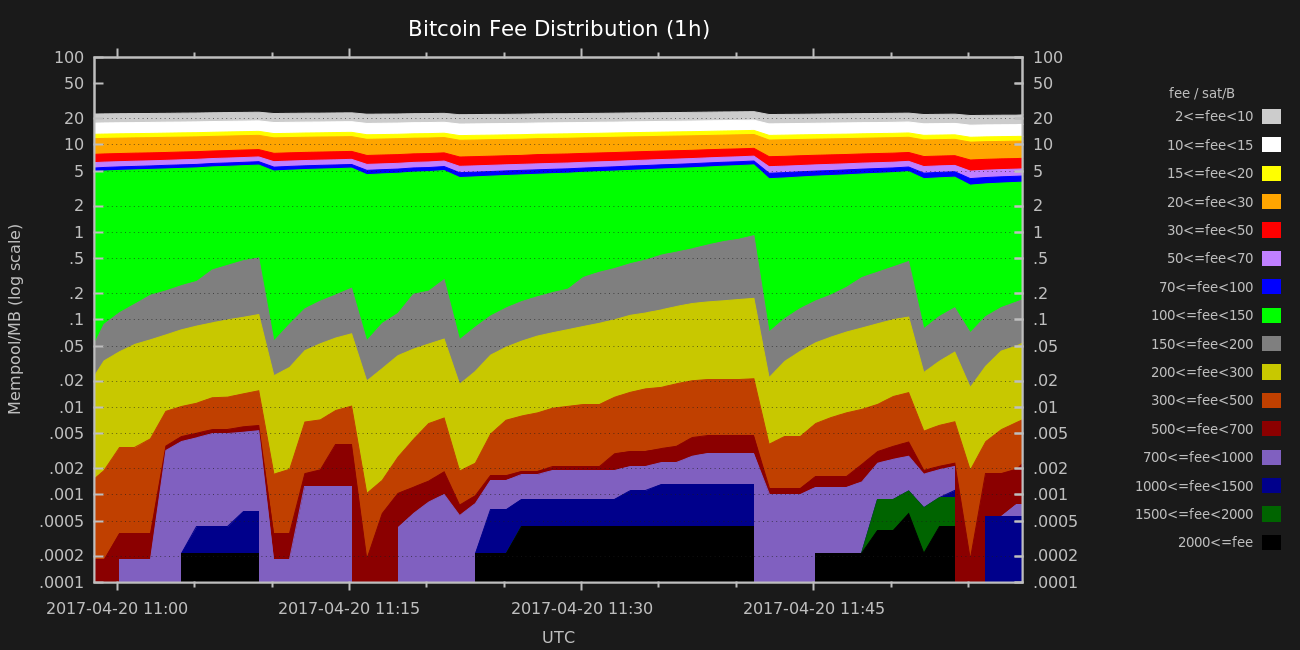 Bitcoin Fee Distribution (1h)
Mempool/MB (log scale)
100
50
20
10
5
2
1
.5
.2
.1
.05
.02
.01
.005
.002
.001
.0005
.0002
.0001
100
50
20
10
5
2
1
.5
.2
.1
.05
.02
.01
.005
.002
.001
.0005
.0002
.0001
2017-04-20 11:00
2017-04-20 11:15
2017-04-20 11:30
2017-04-20 11:45
UTC
fee / sat/B
2<=fee<10
10<=fee<15
15<=fee<20
20<=fee<30
30<=fee<50
50<=fee<70
70<=fee<100
100<=fee<150
150<=fee<200
200<=fee<300
300<=fee<500
500<=fee<700
700<=fee<1000
1000<=fee<1500
1500<=fee<2000
2000<=fee